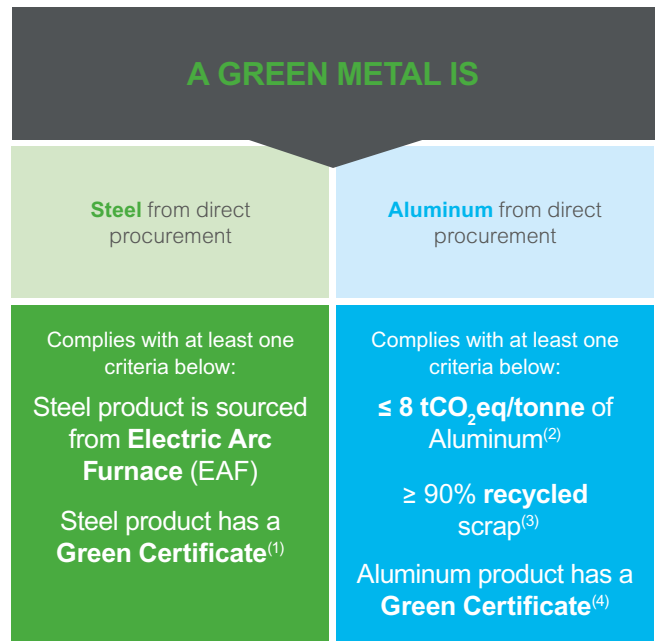 A GREEN METAL IS
Steel from direct
procurement
Aluminum from direct
procurement
Complies with at least one
criteria below:
Steel product is sourced
from Electric Arc
Furnace (EAF)
Steel product has a
Green Certificate(1)
Complies with at least one
criteria below:
≤ 8 tCO₂eq/tonne of
Aluminum(2)
≥ 90% recycled
scrap(3)
Aluminum product has a
Green Certificate(4)